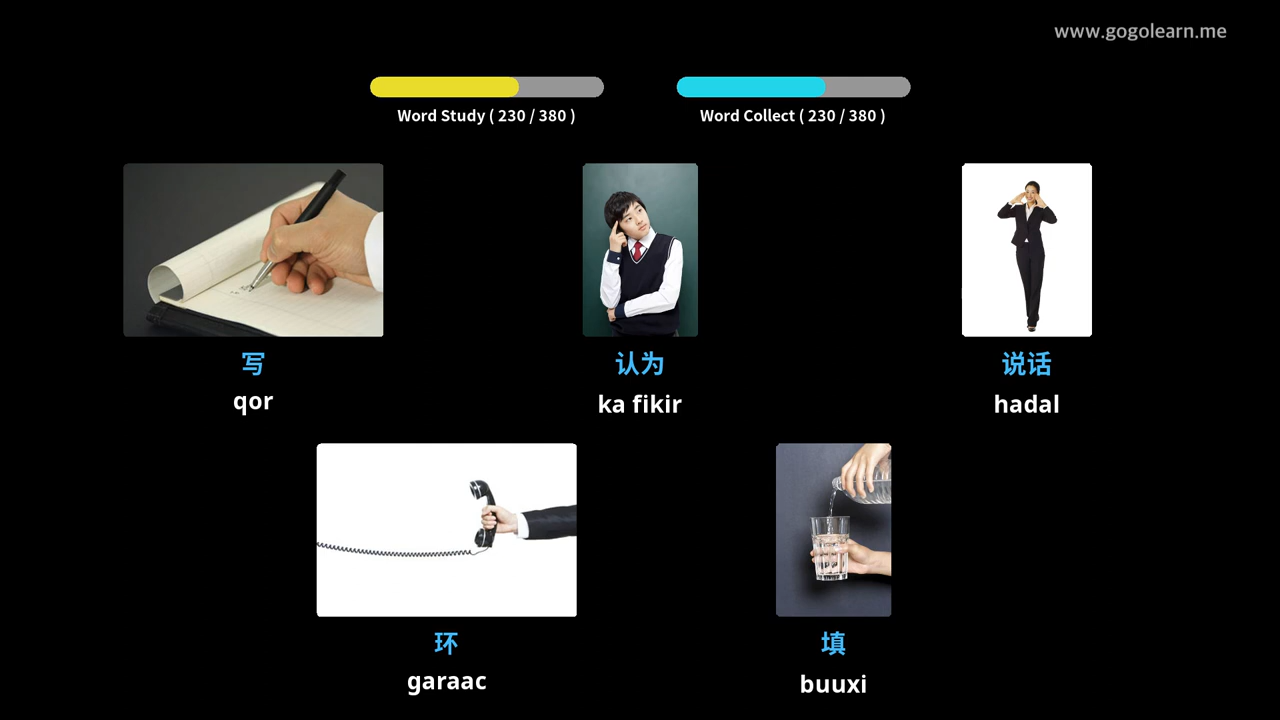 www.gogolearn.me
Word Study ( 230 / 380 )
Word Collect ( 230 / 380 )
写
qor
认为
ka fikir
说话
hadal
环
garaac
填
buuxi